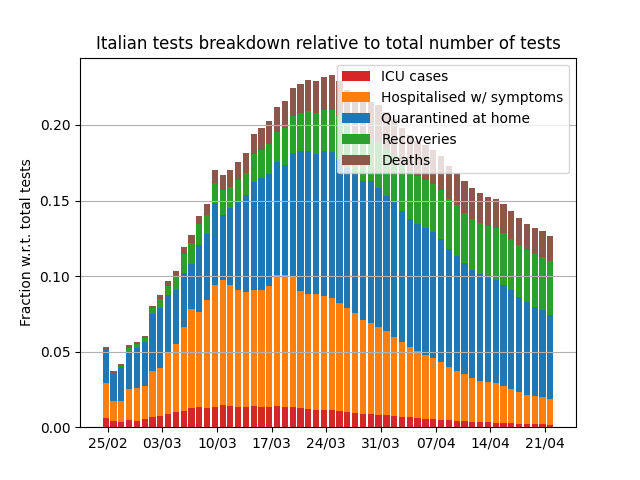 Italian tests breakdown relative to total number of tests
ICU cases
Hospitalised w/ symptoms
Quarantined at home
Recoveries
Deaths
Fraction w.r.t. total tests
0.20
0.15
0.10
0.05
0.00
25/02 03/03 10/03 17/03 24/03 31/03 07/04 14/04 21/04